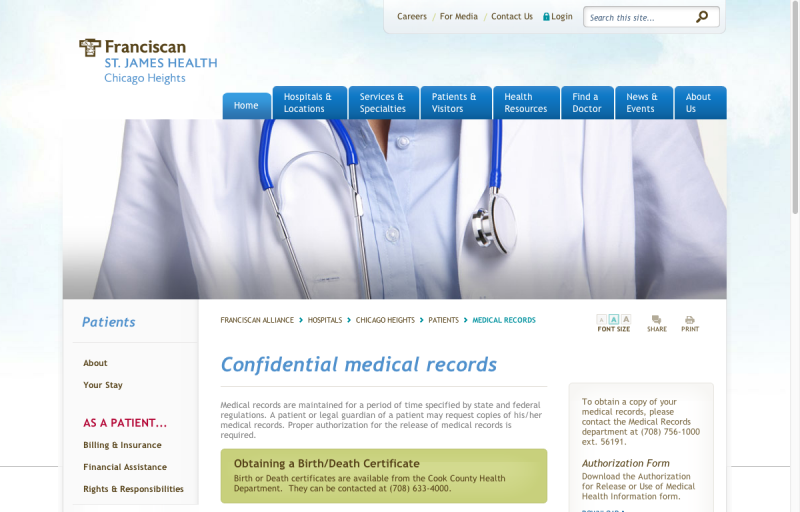 Careers / For Media / Contact Us Login Search this site...
Franciscan
ST. JAMES HEALTH
Chicago Heights
Home
Hospitals &
Locations
Services &
Specialties
Patients &
Visitors
Health
Resources
Find a
Doctor
News &
Events
About
Us
Patients
About
Your Stay
AS A PATIENT...
Billing & Insurance
Financial Assistance
Rights & Responsibilities
FRANCISCAN ALLIANCE > HOSPITALS > CHICAGO HEIGHTS > PATIENTS > MEDICAL RECORDS
A A A
FONT SIZE
SHARE
PRINT
Confidential medical records
Medical records are maintained for a period of time specified by state and federal
regulations. A patient or legal guardian of a patient may request copies of his/her
medical records. Proper authorization for the release of medical records is
required.
Obtaining a Birth/Death Certificate
Birth or Death certificates are available from the Cook County Health
Department. They can be contacted at (708) 633-4000.
To obtain a copy of your
medical records, please
contact the Medical Records
department at (708) 756-1000
ext. 56191.
Authorization Form
Download the Authorization
for Release or Use of Medical
Health Information form.